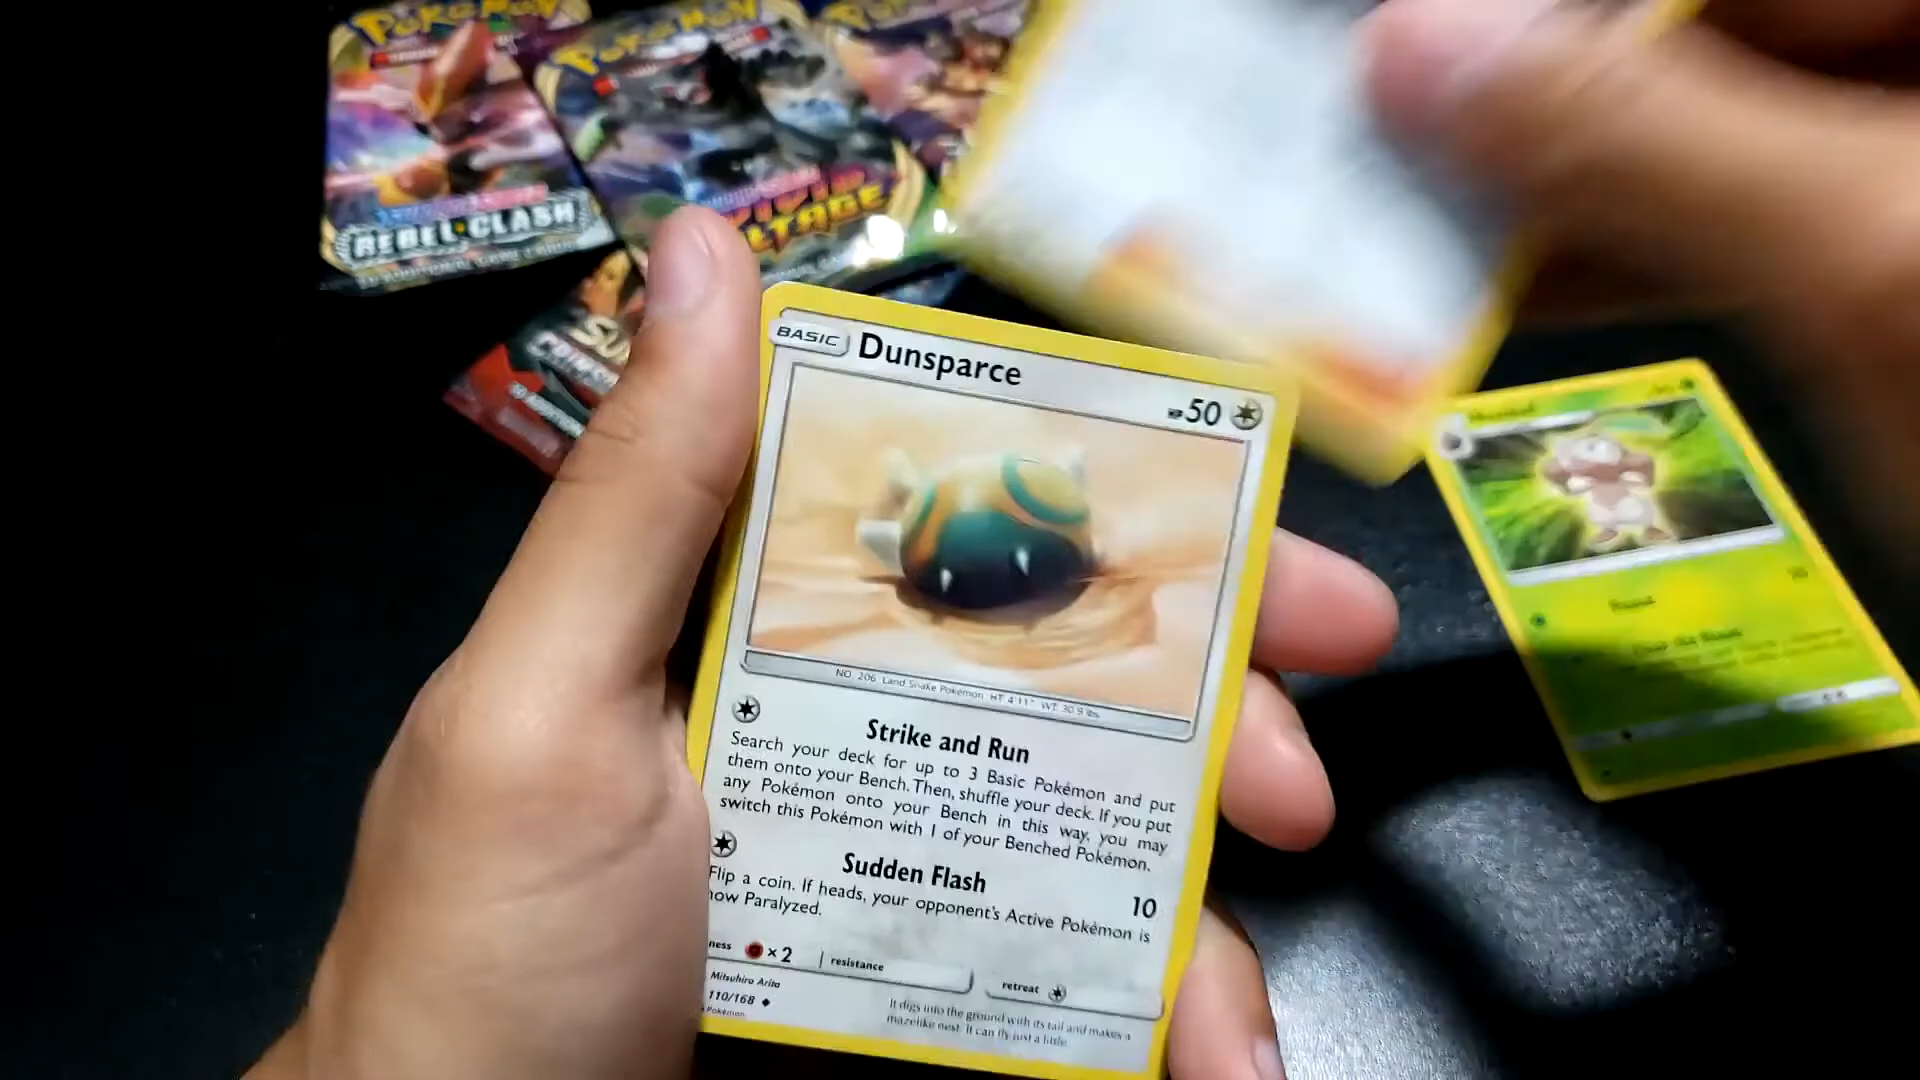 Pokémon
Pokémon
REBEL CLASH
VIVID
VOLTAGE
BASIC
Dunsparce
HP 50
NO. 206 Land Snake Pokémon HT: 4'11" WT: 30.9 lbs.
Strike and Run
Search your deck for up to 3 Basic Pokémon and put
them onto your Bench. Then, shuffle your deck. If you put
any Pokémon onto your Bench in this way, you may
switch this Pokémon with 1 of your Benched Pokémon.
Sudden Flash
10
Flip a coin. If heads, your opponent's Active Pokémon is
now Paralyzed.
ness
× 2
resistance
retreat
Mitsuhiro Arita
110/168
Pokémon.
It digs into the ground with its tail and makes a
mazelike nest. It can fly just a little.